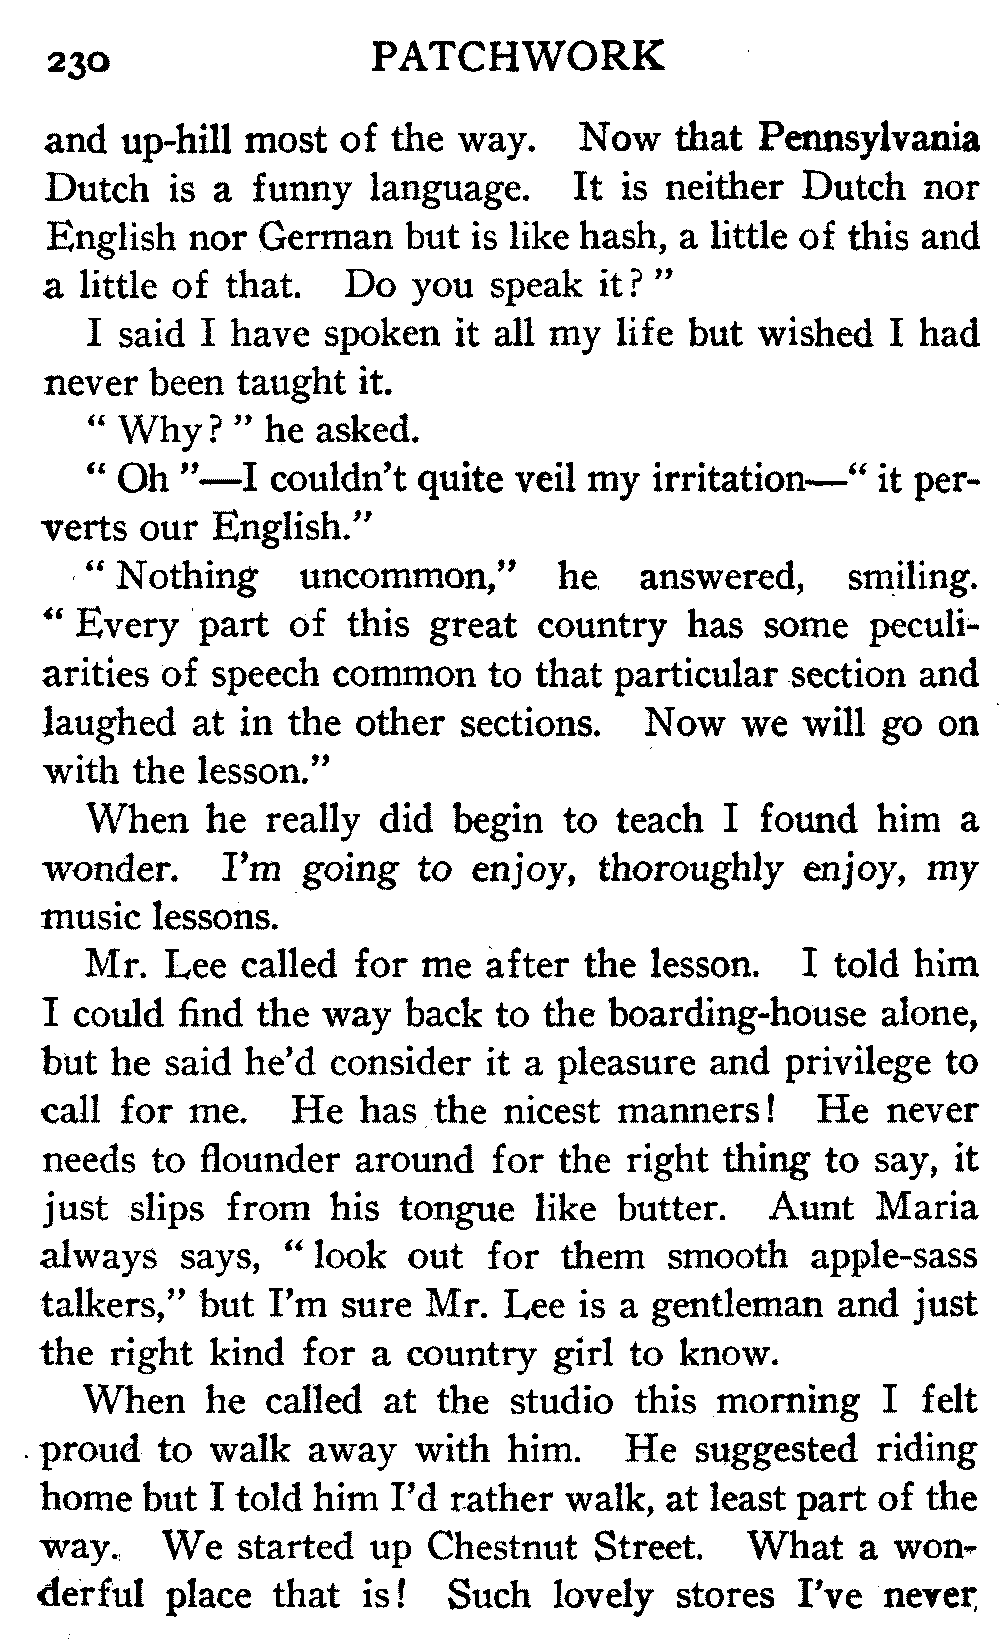 230 PATCHWORK
and up-hill most of the way. Now that Pennsylvania
Dutch is a funny language. It is neither Dutch nor
English nor German but is like hash, a little of this and
a little of that. Do you speak it? "
I said I have spoken it all my life but wished I had
never been taught it.
" Why? " he asked.
" Oh "—I couldn't quite veil my irritation—" it per-
verts our English."
" Nothing uncommon," he answered, smiling.
" Every part of this great country has some peculi-
arities of speech common to that particular section and
laughed at in the other sections. Now we will go on
with the lesson."
When he really did begin to teach I found him a
wonder. I'm going to enjoy, thoroughly enjoy, my
music lessons.
Mr. Lee called for me after the lesson. I told him
I could find the way back to the boarding-house alone,
but he said he'd consider it a pleasure and privilege to
call for me. He has the nicest manners! He never
needs to flounder around for the right thing to say, it
just slips from his tongue like butter. Aunt Maria
always says, " look out for them smooth apple-sass
talkers," but I'm sure Mr. Lee is a gentleman and just
the right kind for a country girl to know.
When he called at the studio this morning I felt
proud to walk away with him. He suggested riding
home but I told him I'd rather walk, at least part of the
way. We started up Chestnut Street. What a won-
derful place that is! Such lovely stores I've never